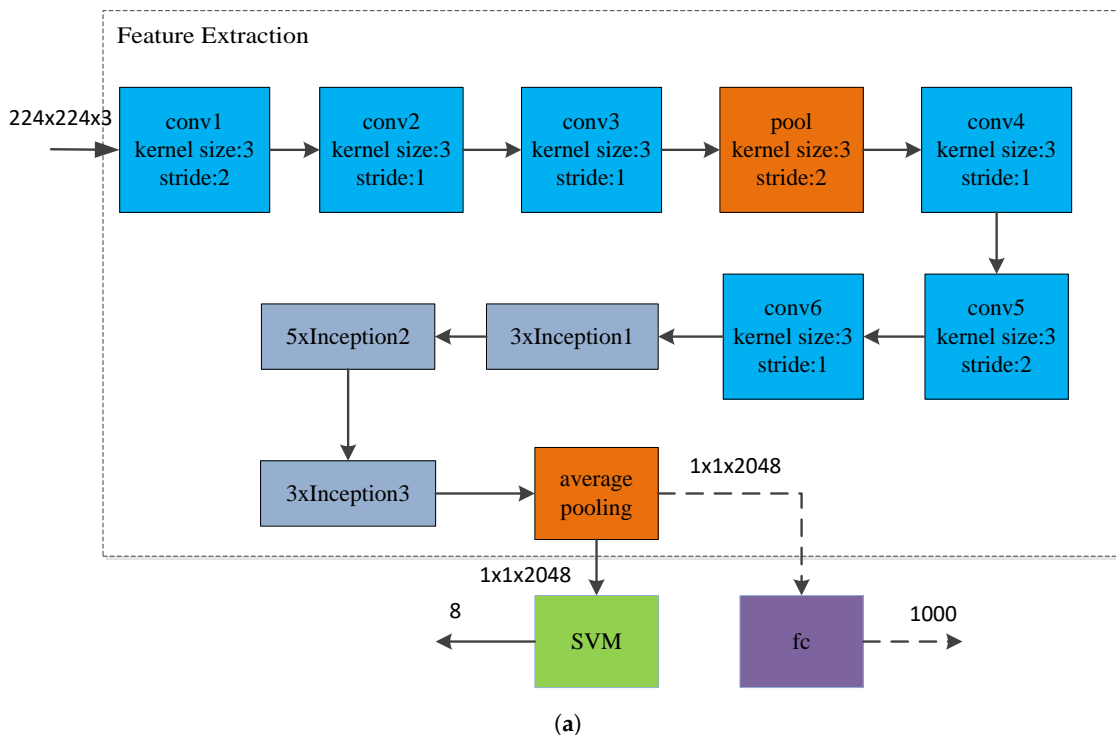 Feature Extraction
224x224x3
conv1
kernel size:3
stride:2
conv2
kernel size:3
stride:1
conv3
kernel size:3
stride:1
pool
kernel size:3
stride:2
conv4
kernel size:3
stride:1
conv5
kernel size:3
stride:2
conv6
kernel size:3
stride:1
3xInception1
5xInception2
3xInception3
average
pooling
1x1x2048
1x1x2048
SVM
8
fc
1000
(a)